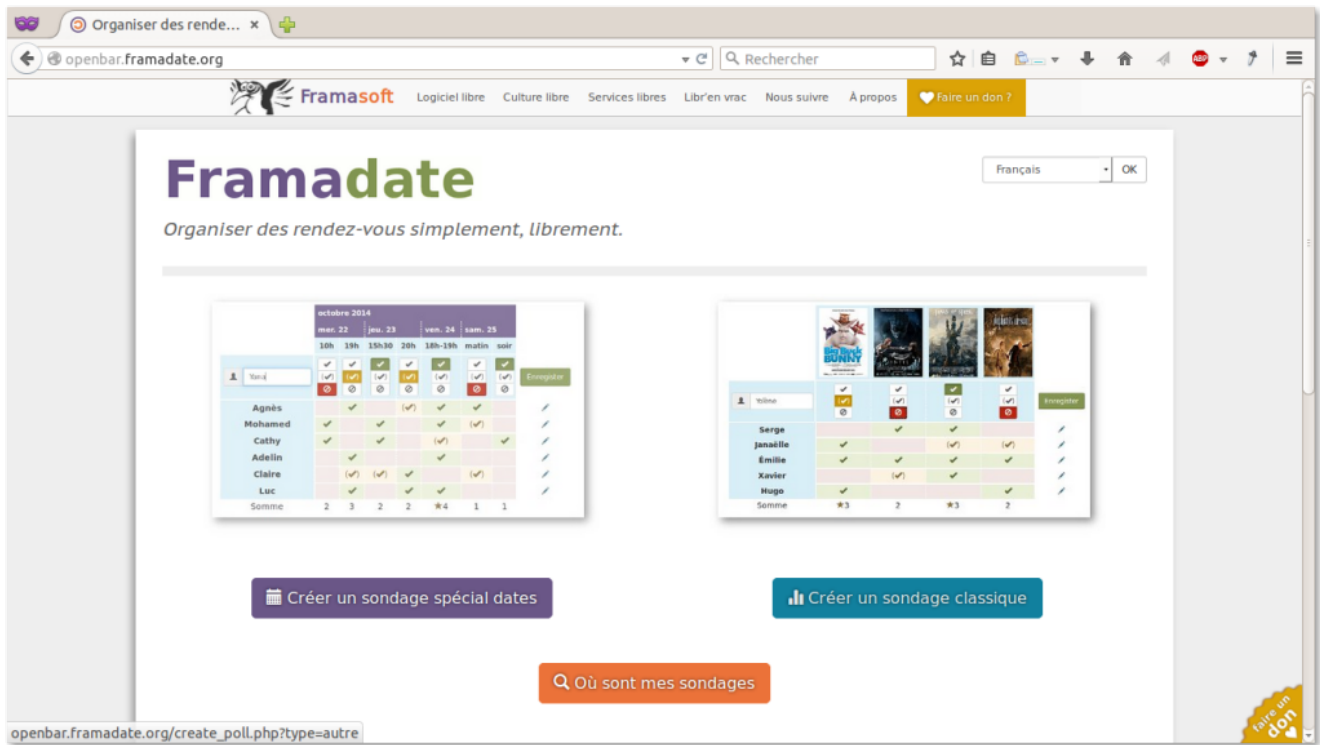 Organiser des rende... ×
openbar.framadate.org
Rechercher
ABP
Framasoft Logiciel libre Culture libre Services libres Libr'en vrac Nous suivre À propos Faire un don ?
Framadate
Français OK
Organiser des rendez-vous simplement, librement.
octobre 2014
mer. 22 jeu. 23 ven. 24 sam. 25
10h 19h 15h30 20h 18h-19h matin soir
Enregistrer
Agnès
Mohamed
Cathy
Adelin
Claire
Luc
Somme 2 3 2 2 ★4 1 1
Big Buck
BUNNY
Enregistrer
Serge
Janaëlle
Émilie
Xavier
Hugo
Somme ★3 2 ★3 2
Créer un sondage spécial dates
Créer un sondage classique
Où sont mes sondages
openbar.framadate.org/create_poll.php?type=autre
faire un
don